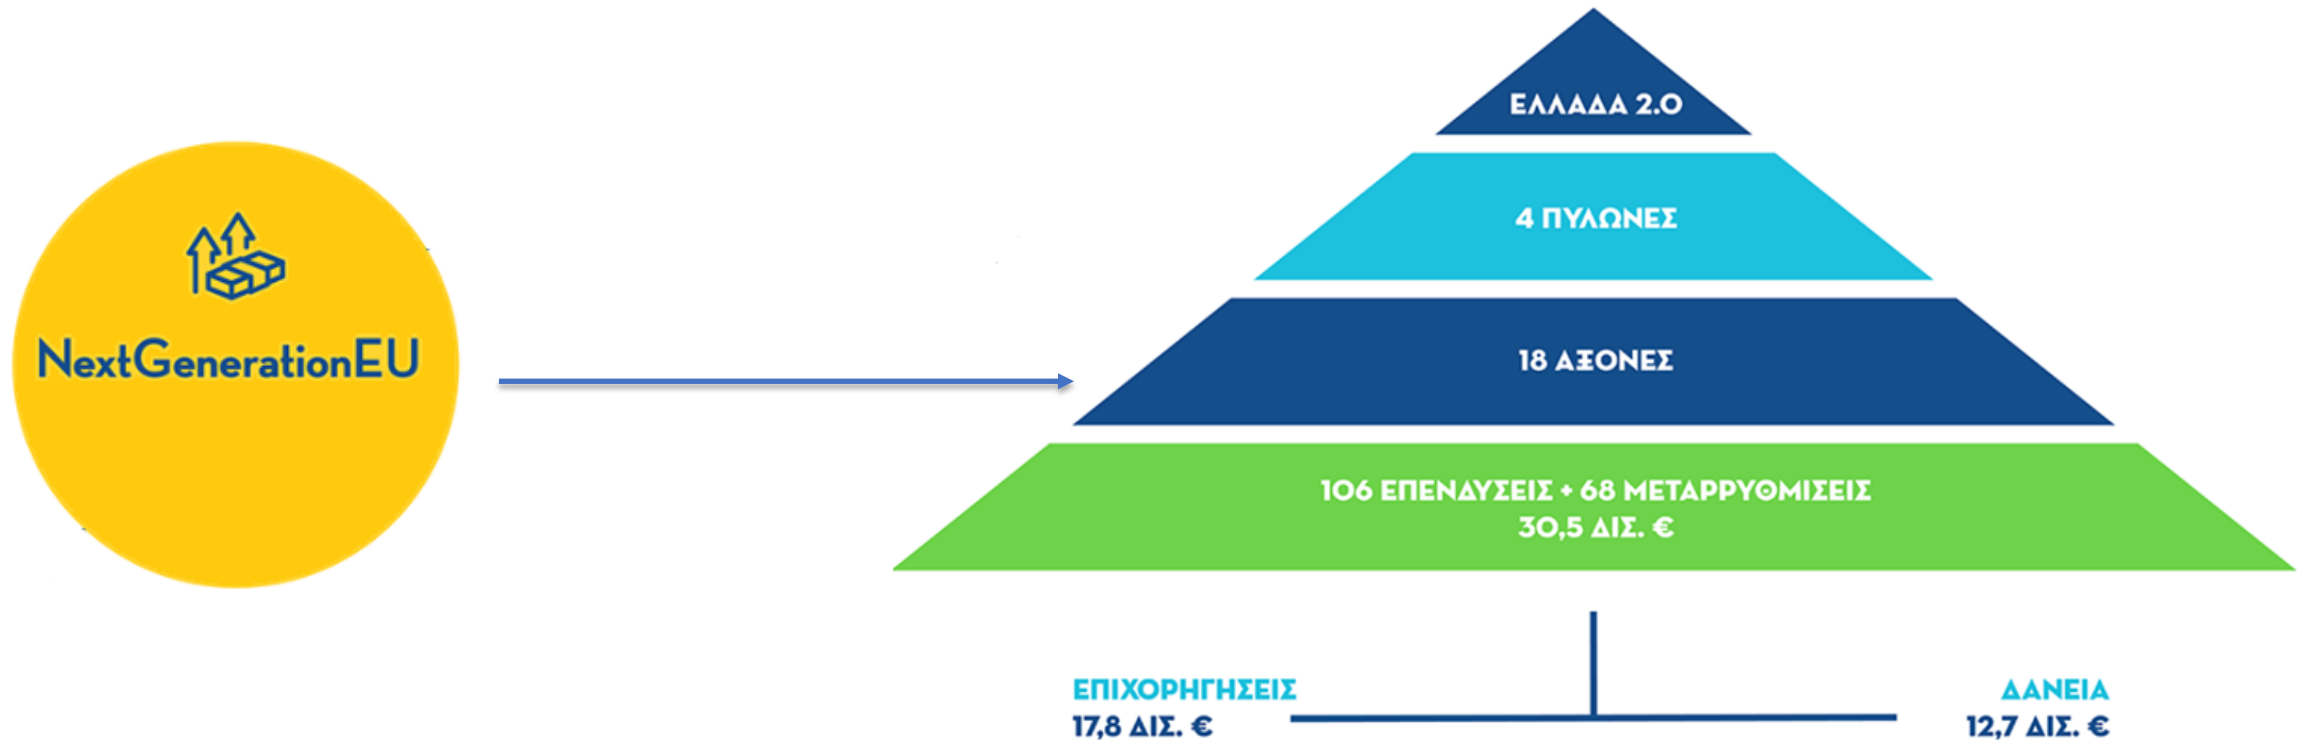 NextGenerationEU
ΕΛΛΑΔΑ 2.0
4 ΠΥΛΩΝΕΣ
18 ΑΞΟΝΕΣ
106 ΕΠΕΝΔΥΣΕΙΣ + 68 ΜΕΤΑΡΡΥΘΜΙΣΕΙΣ
30,5 ΔΙΣ. €
ΕΠΙΧΟΡΗΓΗΣΕΙΣ
17,8 ΔΙΣ. €
ΔΑΝΕΙΑ
12,7 ΔΙΣ. €